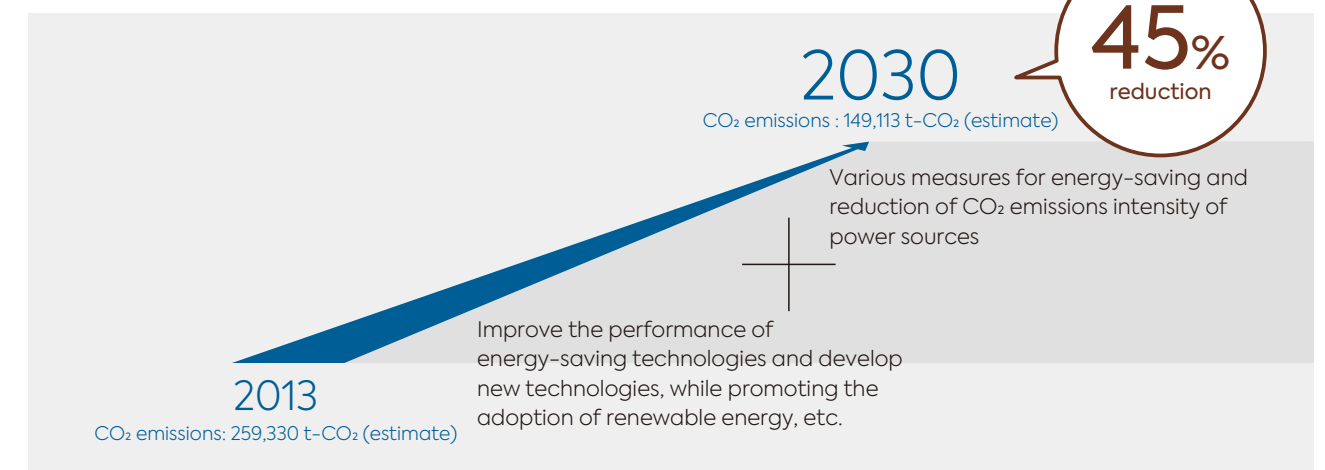 45%
reduction
2030
CO₂ emissions : 149,113 t-CO₂ (estimate)
Various measures for energy-saving and
reduction of CO₂ emissions intensity of
power sources
Improve the performance of
energy-saving technologies and develop
new technologies, while promoting the
adoption of renewable energy, etc.
2013
CO₂ emissions: 259,330 t-CO₂ (estimate)